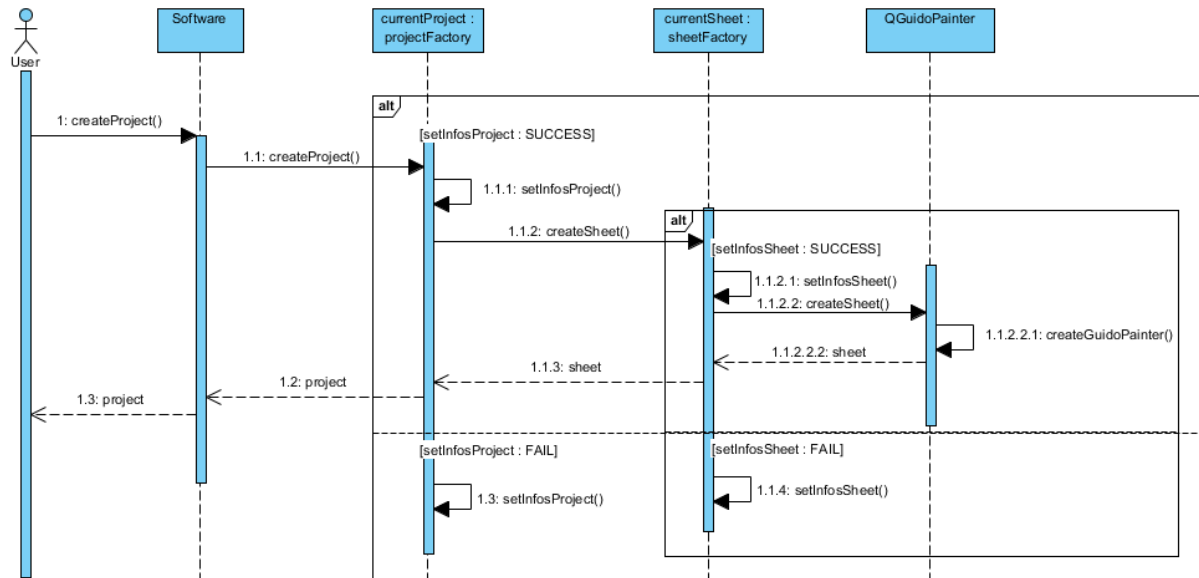 User
Software
currentProject :
projectFactory
currentSheet :
sheetFactory
QGuidoPainter
alt
1: createProject()
[setInfosProject : SUCCESS]
1.1: createProject()
1.1.1: setInfosProject()
alt
1.1.2: createSheet()
[setInfosSheet : SUCCESS]
1.1.2.1: setInfosSheet()
1.1.2.2: createSheet()
1.1.2.2.1: createGuidoPainter()
1.1.2.2.2: sheet
1.1.3: sheet
1.2: project
1.3: project
[setInfosProject : FAIL]
[setInfosSheet : FAIL]
1.3: setInfosProject()
1.1.4: setInfosSheet()